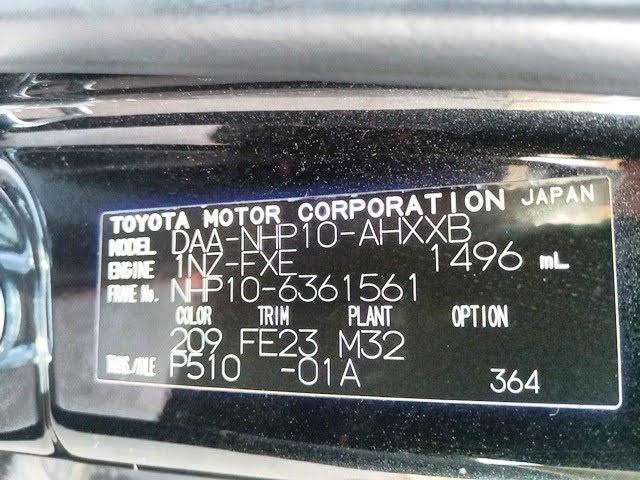 TOYOTA MOTOR CORPORATION JAPAN
MODEL DAA-NHP10-AHXXB
ENGINE 1NZ-FXE 1496 mL
FRAME No. NHP10-6361561
COLOR TRIM PLANT OPTION
209 FE23 M32
TRNS./AXLE P510 -01A 364